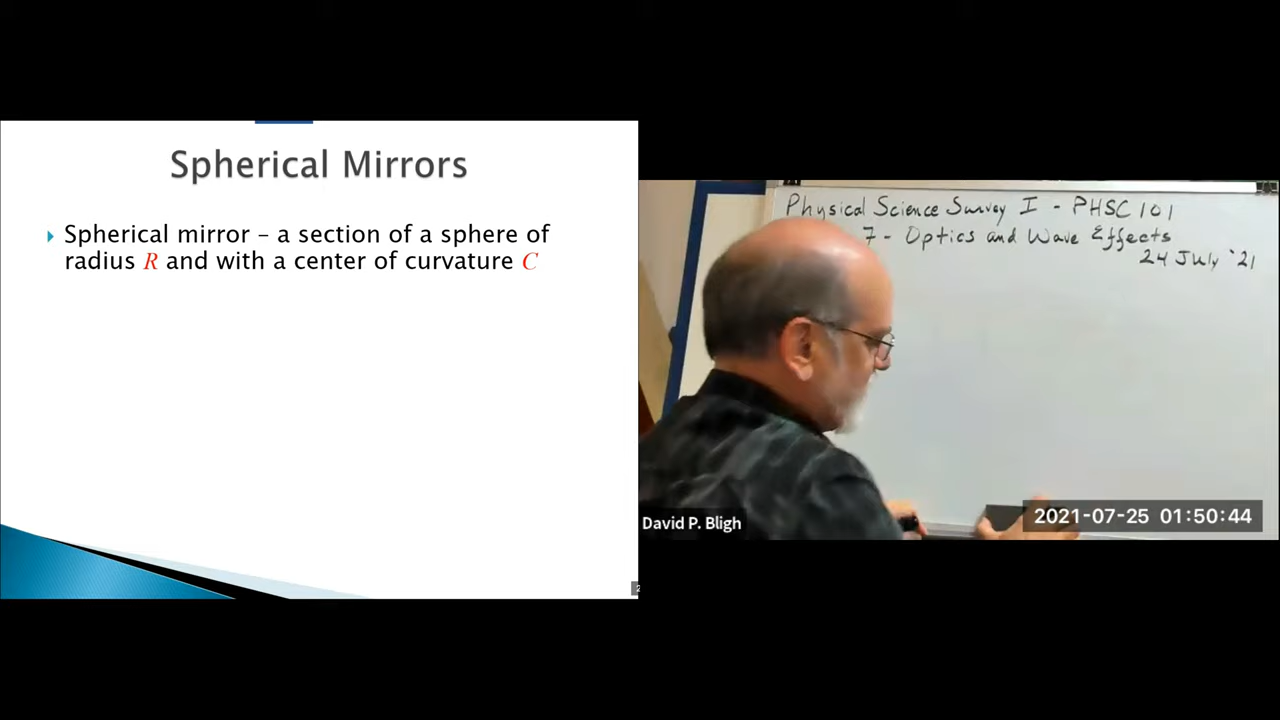 Spherical Mirrors
Spherical mirror – a section of a sphere of
radius R and with a center of curvature C
2
Physical Science Survey I - PHSC 101
7 - Optics and Wave Effects
24 July '21
David P. Bligh
2021-07-25 01:50:44